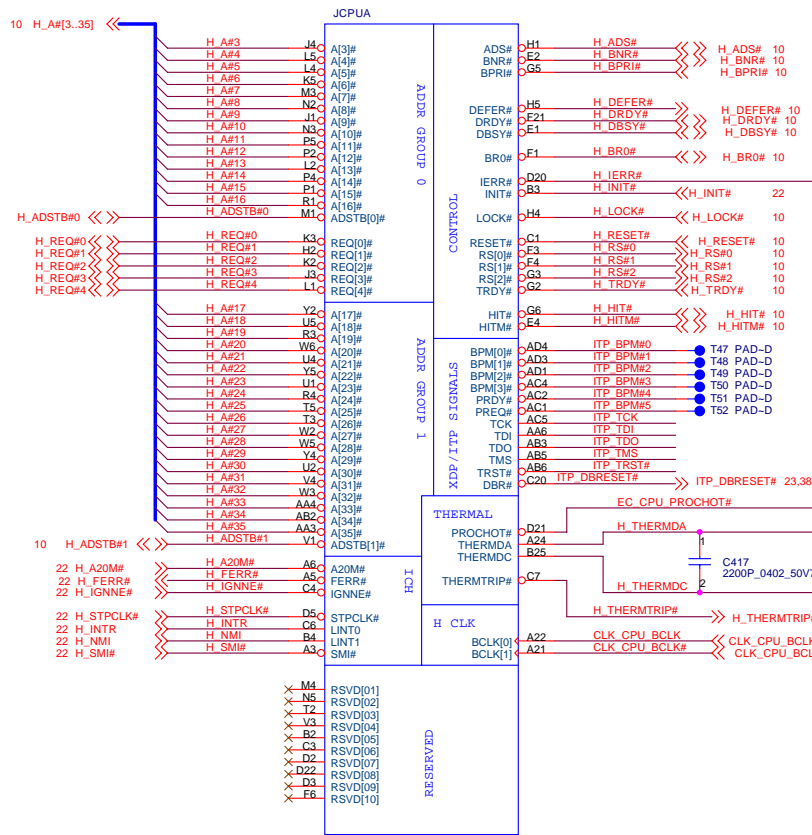 JCPUA
10 H_A#[3..35]
H_A#3 J4 A[3]#
H_A#4 L5 A[4]#
H_A#5 L4 A[5]#
H_A#6 K5 A[6]#
H_A#7 M3 A[7]#
H_A#8 N2 A[8]#
H_A#9 J1 A[9]#
H_A#10 N3 A[10]#
H_A#11 P5 A[11]#
H_A#12 P2 A[12]#
H_A#13 L2 A[13]#
H_A#14 P4 A[14]#
H_A#15 P1 A[15]#
H_A#16 R1 A[16]#
H_ADSTB#0 H_ADSTB#0 M1 ADSTB[0]#
H_REQ#0 H_REQ#0 K3 REQ[0]#
H_REQ#1 H_REQ#1 H2 REQ[1]#
H_REQ#2 H_REQ#2 K2 REQ[2]#
H_REQ#3 H_REQ#3 J3 REQ[3]#
H_REQ#4 H_REQ#4 L1 REQ[4]#
ADDR GROUP 0
H_A#17 Y2 A[17]#
H_A#18 U5 A[18]#
H_A#19 R3 A[19]#
H_A#20 W6 A[20]#
H_A#21 U4 A[21]#
H_A#22 Y5 A[22]#
H_A#23 U1 A[23]#
H_A#24 R4 A[24]#
H_A#25 T5 A[25]#
H_A#26 T3 A[26]#
H_A#27 W2 A[27]#
H_A#28 W5 A[28]#
H_A#29 Y4 A[29]#
H_A#30 U2 A[30]#
H_A#31 V4 A[31]#
H_A#32 W3 A[32]#
H_A#33 AA4 A[33]#
H_A#34 AB2 A[34]#
H_A#35 AA3 A[35]#
10 H_ADSTB#1 H_ADSTB#1 V1 ADSTB[1]#
ADDR GROUP 1
22 H_A20M# H_A20M# A6 A20M#
22 H_FERR# H_FERR# A5 FERR#
22 H_IGNNE# H_IGNNE# C4 IGNNE#
22 H_STPCLK# H_STPCLK# D5 STPCLK#
22 H_INTR H_INTR C6 LINT0
22 H_NMI H_NMI B4 LINT1
22 H_SMI# H_SMI# A3 SMI#
ICH
M4 RSVD[01]
N5 RSVD[02]
T2 RSVD[03]
V3 RSVD[04]
B2 RSVD[05]
C3 RSVD[06]
D2 RSVD[07]
D22 RSVD[08]
D3 RSVD[09]
F6 RSVD[10]
RESERVED
ADS# H1 H_ADS# H_ADS# 10
BNR# E2 H_BNR# H_BNR# 10
BPRI# G5 H_BPRI# H_BPRI# 10
DEFER# H5 H_DEFER# H_DEFER# 10
DRDY# F21 H_DRDY# H_DRDY# 10
DBSY# E1 H_DBSY# H_DBSY# 10
BR0# F1 H_BR0# H_BR0# 10
IERR# D20 H_IERR#
INIT# B3 H_INIT# H_INIT# 22
LOCK# H4 H_LOCK# H_LOCK# 10
RESET# C1 H_RESET# H_RESET# 10
RS[0]# F3 H_RS#0 H_RS#0 10
RS[1]# F4 H_RS#1 H_RS#1 10
RS[2]# G3 H_RS#2 H_RS#2 10
TRDY# G2 H_TRDY# H_TRDY# 10
HIT# G6 H_HIT# H_HIT# 10
HITM# E4 H_HITM# H_HITM# 10
CONTROL
BPM[0]# AD4 ITP_BPM#0 T47 PAD~D
BPM[1]# AD3 ITP_BPM#1 T48 PAD~D
BPM[2]# AD1 ITP_BPM#2 T49 PAD~D
BPM[3]# AC4 ITP_BPM#3 T50 PAD~D
PRDY# AC2 ITP_BPM#4 T51 PAD~D
PREQ# AC1 ITP_BPM#5 T52 PAD~D
TCK AC5 ITP_TCK
TDI AA6 ITP_TDI
TDO AB3 ITP_TDO
TMS AB5 ITP_TMS
TRST# AB6 ITP_TRST#
DBR# C20 ITP_DBRESET# ITP_DBRESET# 23,38
XDP/ITP SIGNALS
THERMAL
PROCHOT# D21 EC_CPU_PROCHOT#
THERMDA A24 H_THERMDA
THERMDC B25 H_THERMDC
1
C417
2200P_0402_50V7
2
THERMTRIP# C7 H_THERMTRIP# H_THERMTRIP#
H CLK
BCLK[0] A22 CLK_CPU_BCLK CLK_CPU_BCLK
BCLK[1] A21 CLK_CPU_BCLK# CLK_CPU_BCL